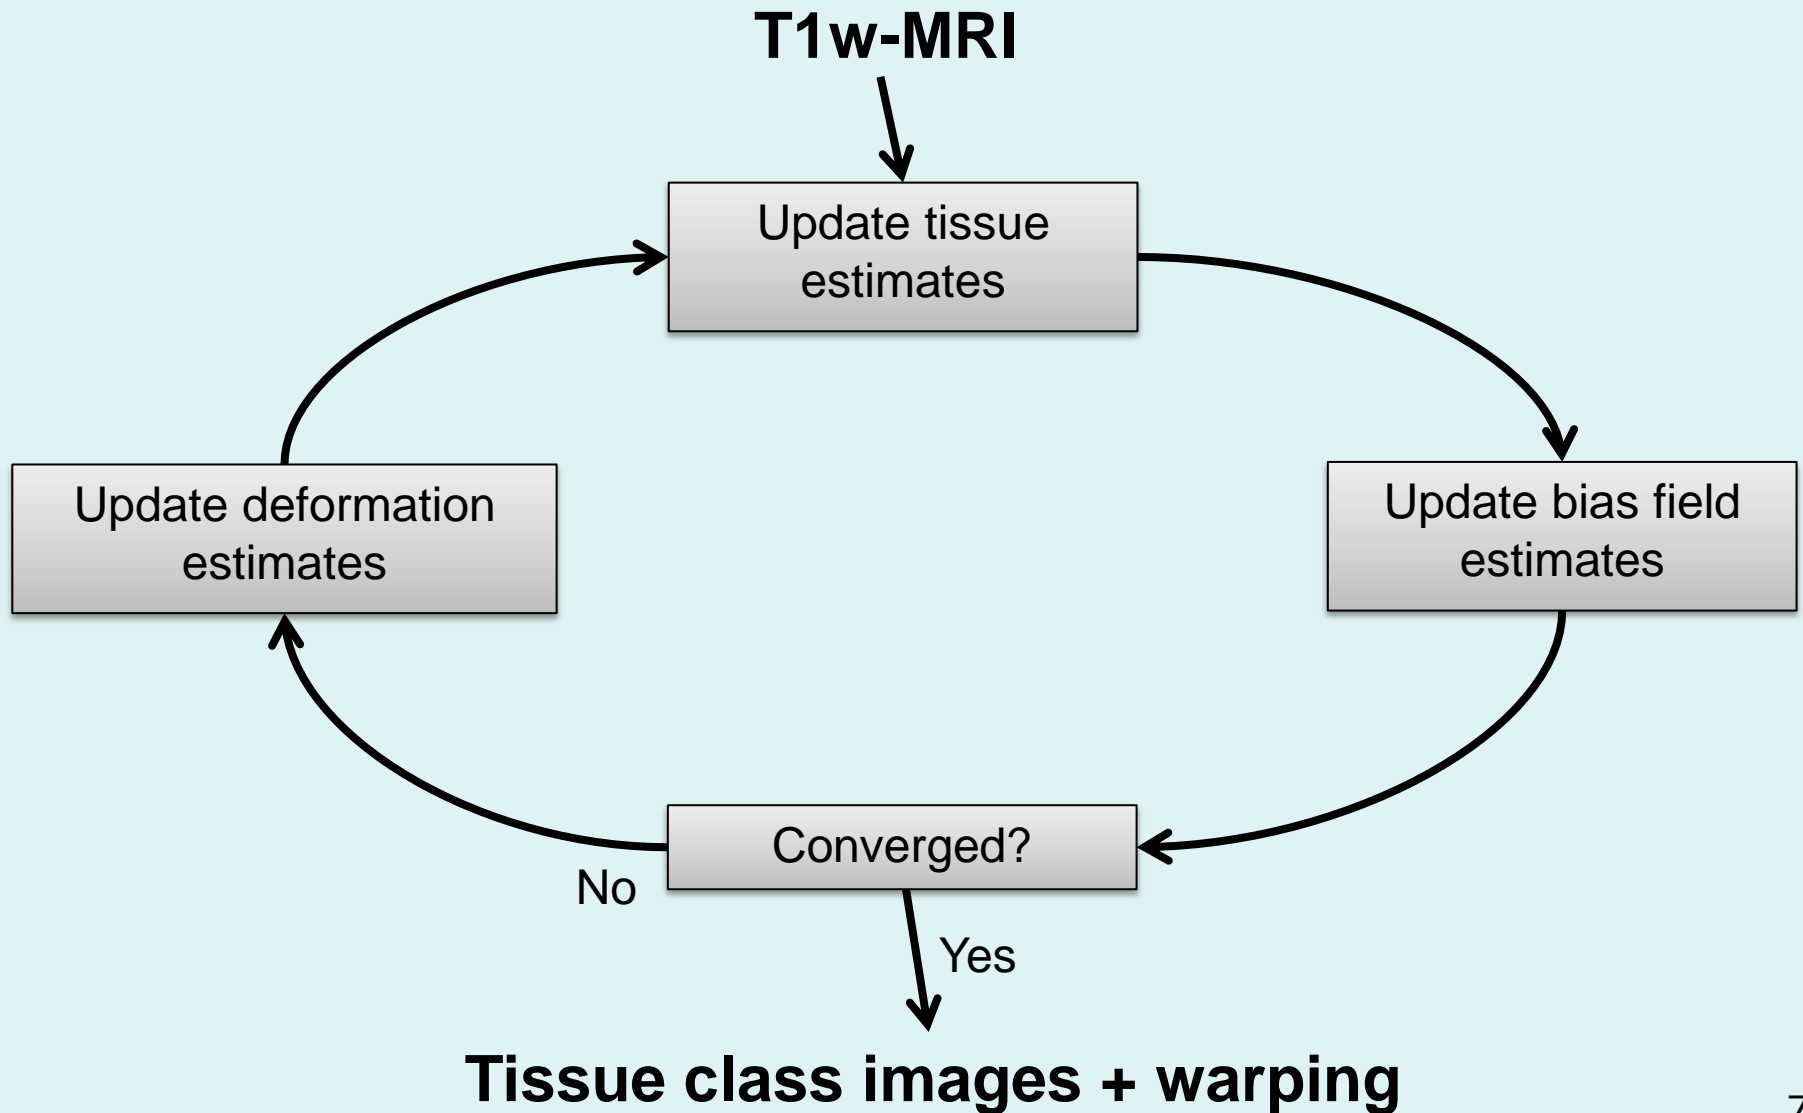 T1w-MRI
Update tissue
estimates
Update deformation
estimates
Update bias field
estimates
Converged?
No
Yes
Tissue class images + warping
7